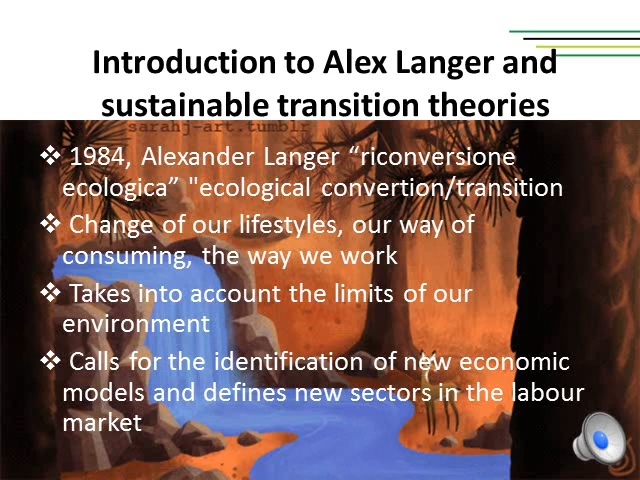 Introduction to Alex Langer and
sustainable transition theories
sarahj-art.tumblr
❖ 1984, Alexander Langer “riconversione
ecologica” "ecological convertion/transition
❖ Change of our lifestyles, our way of
consuming, the way we work
❖ Takes into account the limits of our
environment
❖ Calls for the identification of new economic
models and defines new sectors in the labour
market